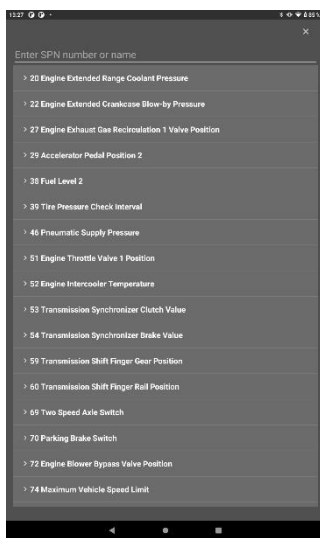 13:27
85%
×
Enter SPN number or name
> 20 Engine Extended Range Coolant Pressure
> 22 Engine Extended Crankcase Blow-by Pressure
> 27 Engine Exhaust Gas Recirculation 1 Valve Position
> 29 Accelerator Pedal Position 2
> 38 Fuel Level 2
> 39 Tire Pressure Check Interval
> 46 Pneumatic Supply Pressure
> 51 Engine Throttle Valve 1 Position
> 52 Engine Intercooler Temperature
> 53 Transmission Synchronizer Clutch Value
> 54 Transmission Synchronizer Brake Value
> 59 Transmission Shift Finger Gear Position
> 60 Transmission Shift Finger Rail Position
> 69 Two Speed Axle Switch
> 70 Parking Brake Switch
> 72 Engine Blower Bypass Valve Position
> 74 Maximum Vehicle Speed Limit